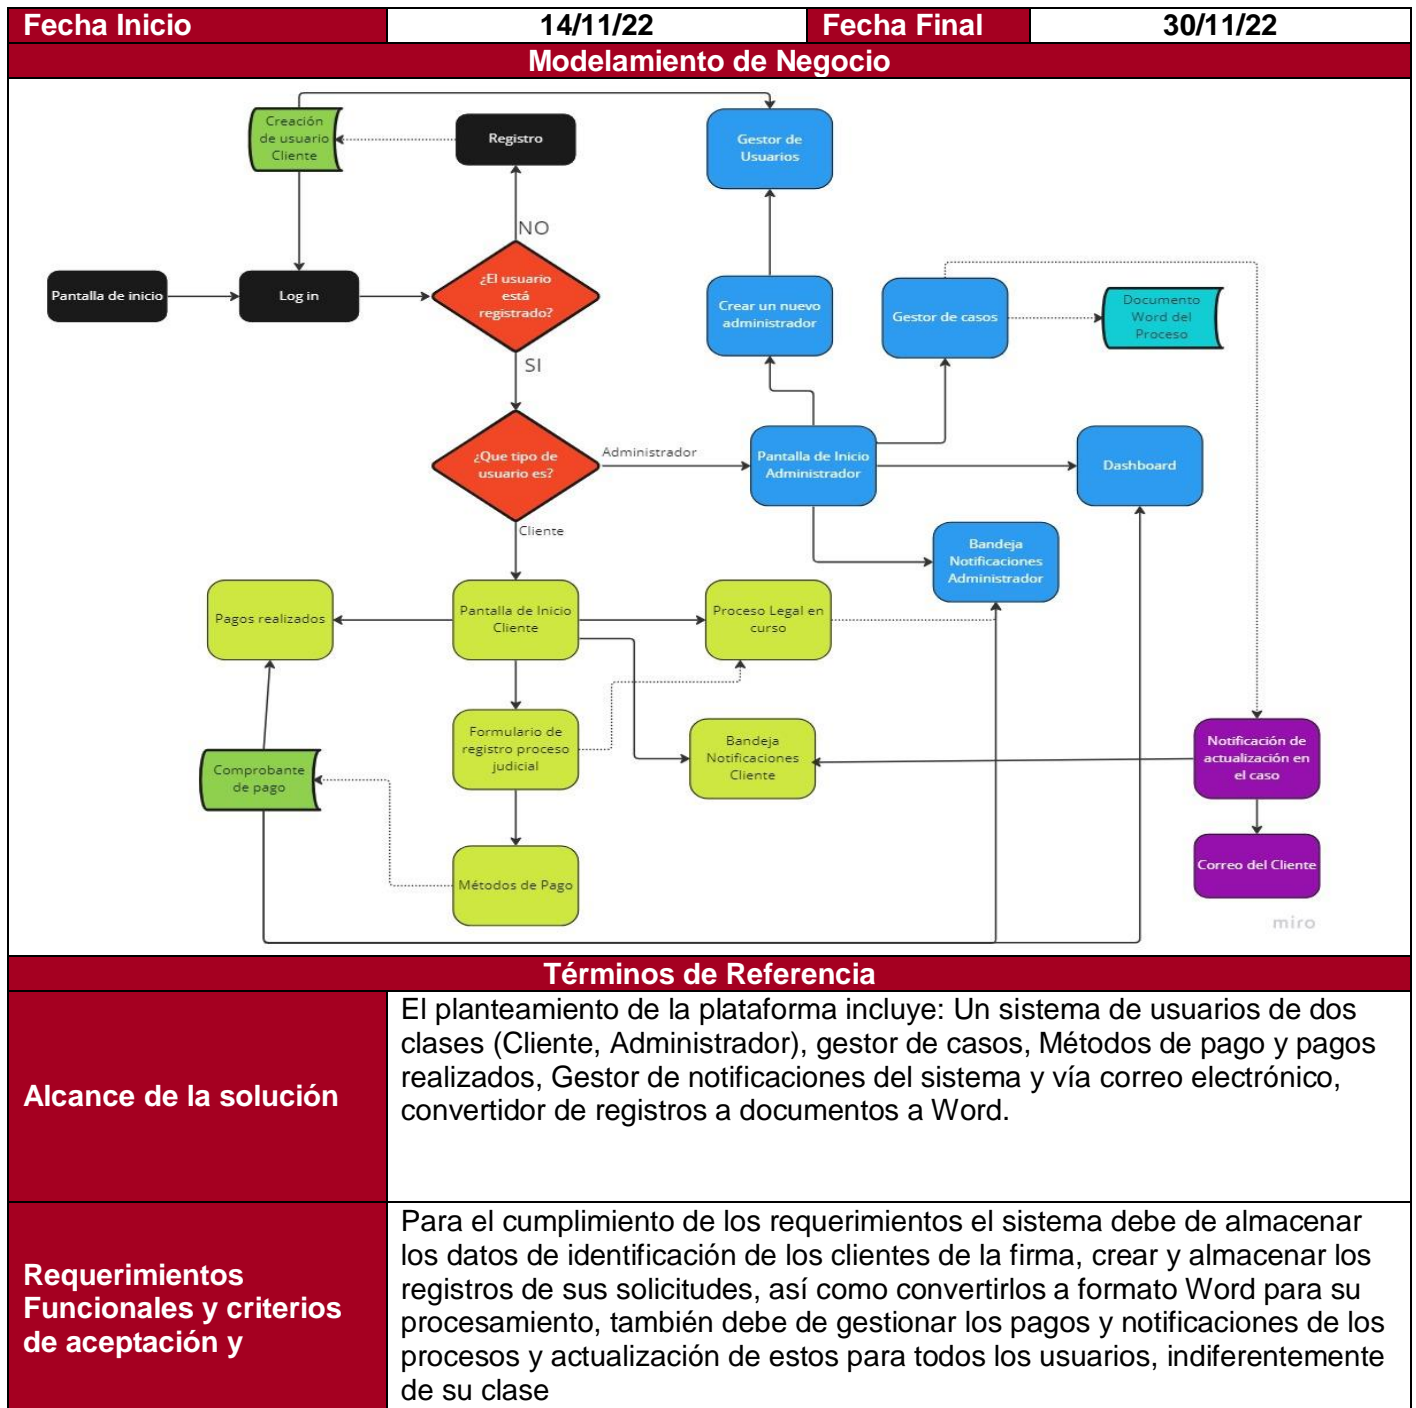 Fecha Inicio 14/11/22 Fecha Final 30/11/22
Modelamiento de Negocio
Creación
de usuario
Cliente
Registro
Gestor de
Usuarios
NO
Pantalla de inicio
Log in
¿El usuario
está
registrado?
Crear un nuevo
administrador
Gestor de casos
Documento
Word del
Proceso
SI
¿Que tipo de
usuario es?
Administrador
Pantalla de Inicio
Administrador
Dashboard
Cliente
Bandeja
Notificaciones
Administrador
Pagos realizados
Pantalla de Inicio
Cliente
Proceso Legal en
curso
Formulario de
registro proceso
judicial
Bandeja
Notificaciones
Cliente
Notificación de
actualización en
el caso
Comprobante
de pago
Métodos de Pago
Correo del Cliente
miro
Términos de Referencia
Alcance de la solución
El planteamiento de la plataforma incluye: Un sistema de usuarios de dos
clases (Cliente, Administrador), gestor de casos, Métodos de pago y pagos
realizados, Gestor de notificaciones del sistema y vía correo electrónico,
convertidor de registros a documentos a Word.
Requerimientos
Funcionales y criterios
de aceptación y
Para el cumplimiento de los requerimientos el sistema debe de almacenar
los datos de identificación de los clientes de la firma, crear y almacenar los
registros de sus solicitudes, así como convertirlos a formato Word para su
procesamiento, también debe de gestionar los pagos y notificaciones de los
procesos y actualización de estos para todos los usuarios, indiferentemente
de su clase